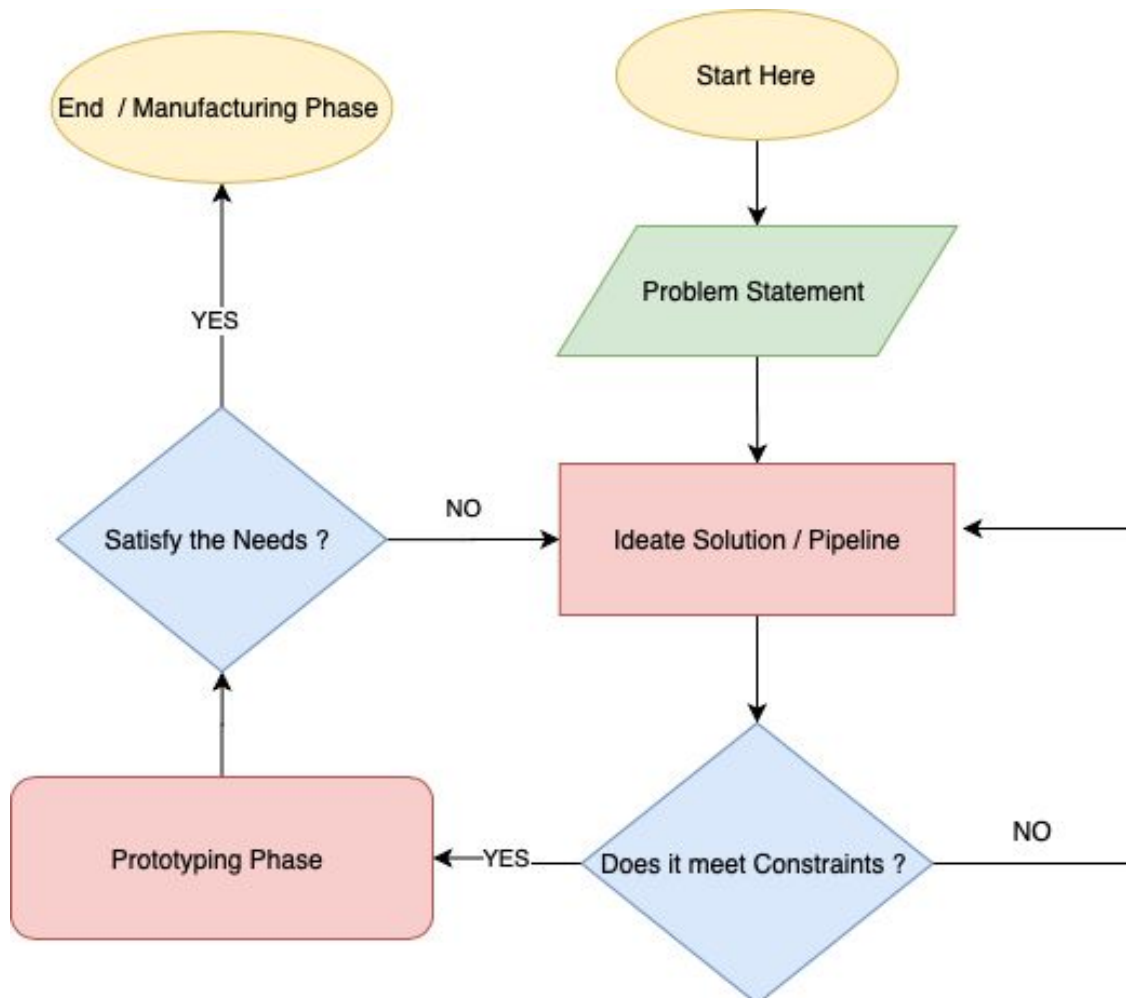 Start Here
End / Manufacturing Phase
Problem Statement
YES
NO
Satisfy the Needs ?
Ideate Solution / Pipeline
NO
Prototyping Phase
YES
Does it meet Constraints ?